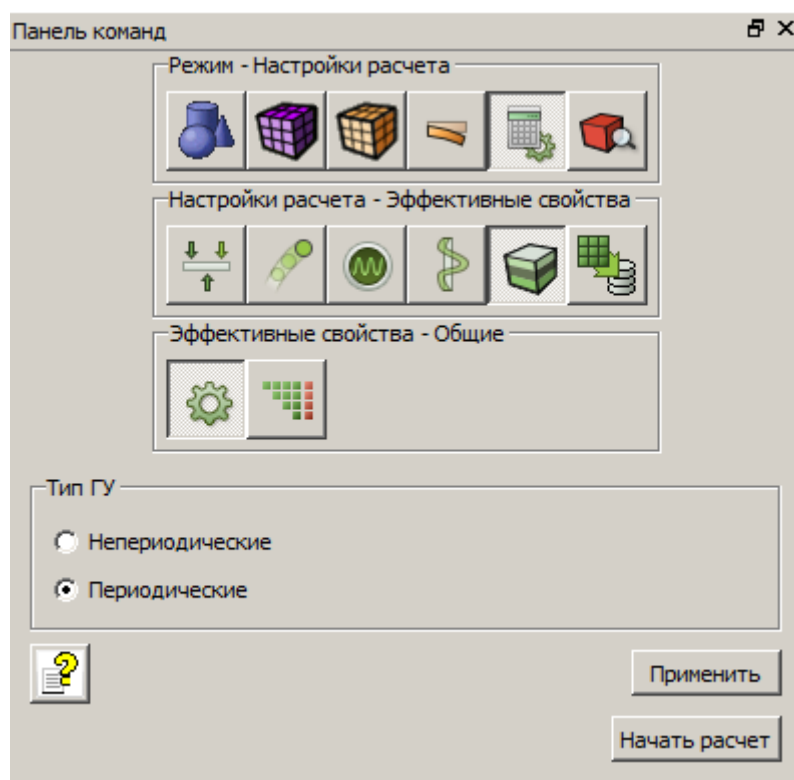 Панель команд
Режим - Настройки расчета
Настройки расчета - Эффективные свойства
Эффективные свойства - Общие
Тип ГУ
Непериодические
Периодические
Применить
Начать расчет